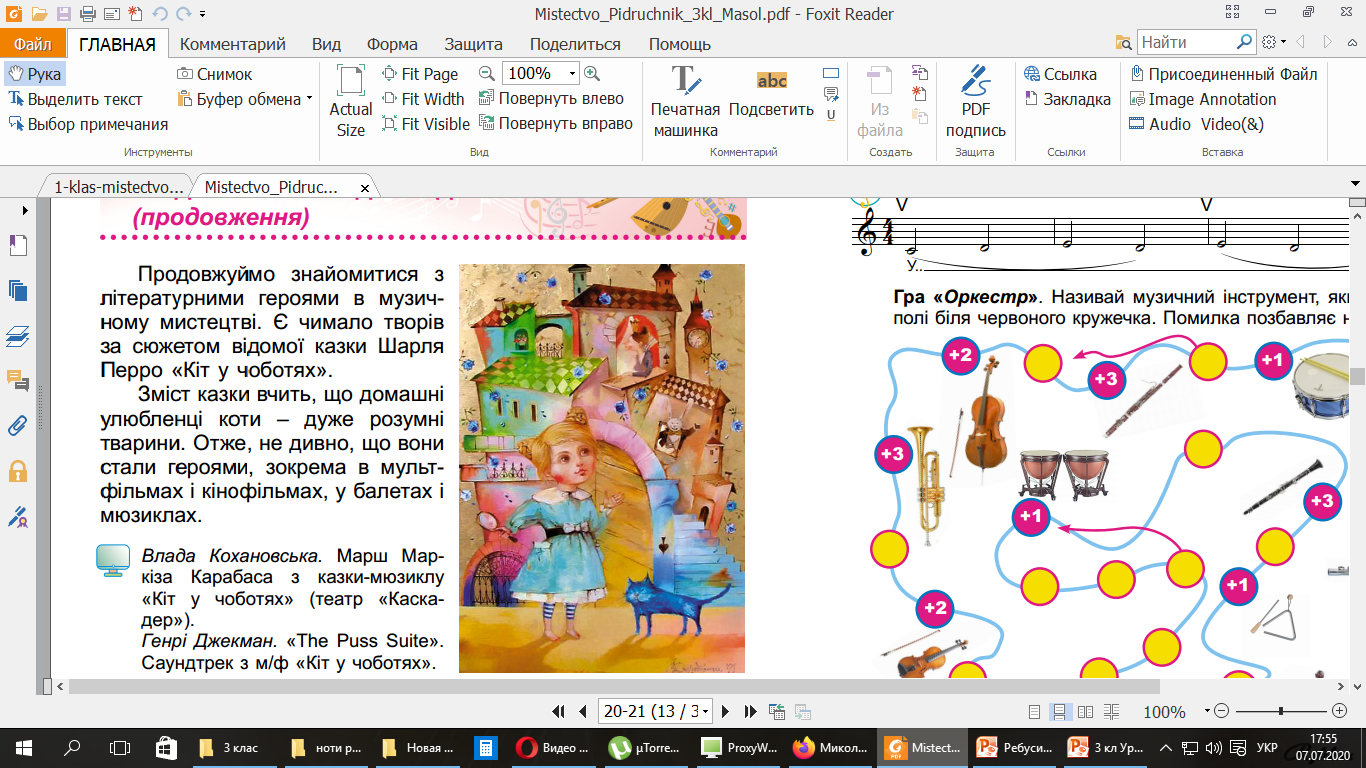 Mistectvo_Pidruchnik_3kl_Masol.pdf - Foxit Reader
Файл ГЛАВНАЯ Комментарий Вид Форма Защита Поделиться Помощь
Найти
Рука
Выделить текст
Выбор примечания
Снимок
Буфер обмена
Инструменты
Actual Size
Fit Page
Fit Width
Fit Visible
100%
Повернуть влево
Повернуть вправо
Вид
Печатная машинка
Подсветить
Комментарий
Из файла
Создать
PDF подпись
Защита
Ссылка
Закладка
Ссылки
Присоединенный Файл
Image Annotation
Audio Video(&)
Вставка
1-klas-mistectvo... Mistectvo_Pidruc...
(продовження)
Продовжуймо знайомитися з
літературними героями в музич-
ному мистецтві. Є чимало творів
за сюжетом відомої казки Шарля
Перро «Кіт у чоботях».
Зміст казки вчить, що домашні
улюбленці коти – дуже розумні
тварини. Отже, не дивно, що вони
стали героями, зокрема в мульт-
фільмах і кінофільмах, у балетах і
мюзиклах.
Влада Кохановська. Марш Мар-
кіза Карабаса з казки-мюзиклу
«Кіт у чоботях» (театр «Каска-
дер»).
Генрі Джекман. «The Puss Suite».
Саундтрек з м/ф «Кіт у чоботях».
V V
4
4
У...
Гра «Оркестр». Називай музичний інструмент, як
полі біля червоного кружечка. Помилка позбавляє
+2
+3
+1
+3
+1
+3
+1
+2
20-21 (13 / 3
100%
3 клас
ноти р...
Новая ...
Видео ...
µTorre...
ProxyW...
Микол...
Mistect...
Ребуси...
3 кл Ур...
УКР
17:55
07.07.2020